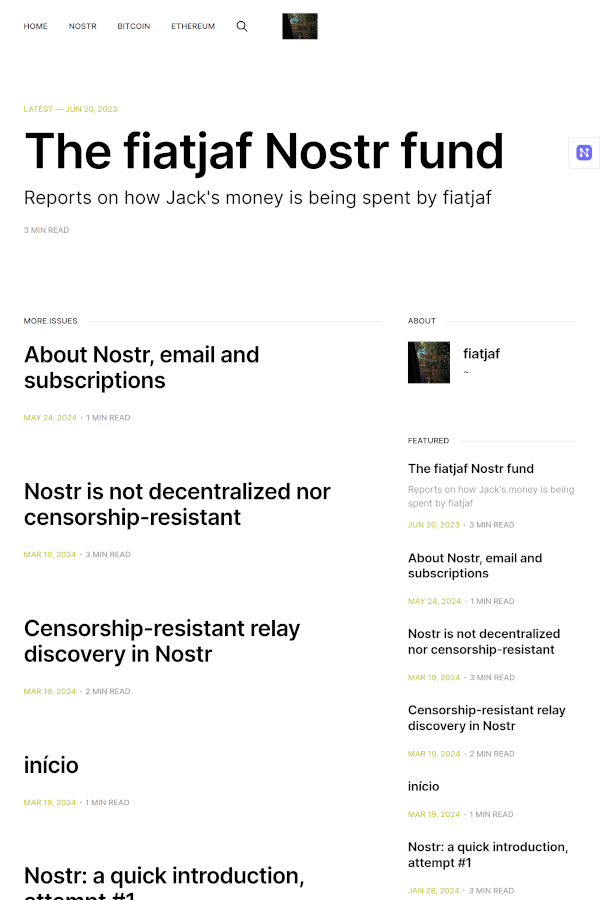 HOME NOSTR BITCOIN ETHEREUM
LATEST — JUN 20, 2023
The fiatjaf Nostr fund
Reports on how Jack's money is being spent by fiatjaf
3 MIN READ
MORE ISSUES
About Nostr, email and
subscriptions
MAY 24, 2024 · 1 MIN READ
Nostr is not decentralized nor
censorship-resistant
MAR 19, 2024 · 3 MIN READ
Censorship-resistant relay
discovery in Nostr
MAR 19, 2024 · 2 MIN READ
início
MAR 19, 2024 · 1 MIN READ
Nostr: a quick introduction,
attempt #1
ABOUT
fiatjaf
~
FEATURED
The fiatjaf Nostr fund
Reports on how Jack's money is being
spent by fiatjaf
JUN 20, 2023 · 3 MIN READ
About Nostr, email and
subscriptions
MAY 24, 2024 · 1 MIN READ
Nostr is not decentralized
nor censorship-resistant
MAR 19, 2024 · 3 MIN READ
Censorship-resistant relay
discovery in Nostr
MAR 19, 2024 · 2 MIN READ
início
MAR 19, 2024 · 1 MIN READ
Nostr: a quick introduction,
attempt #1
JAN 28, 2024 · 3 MIN READ